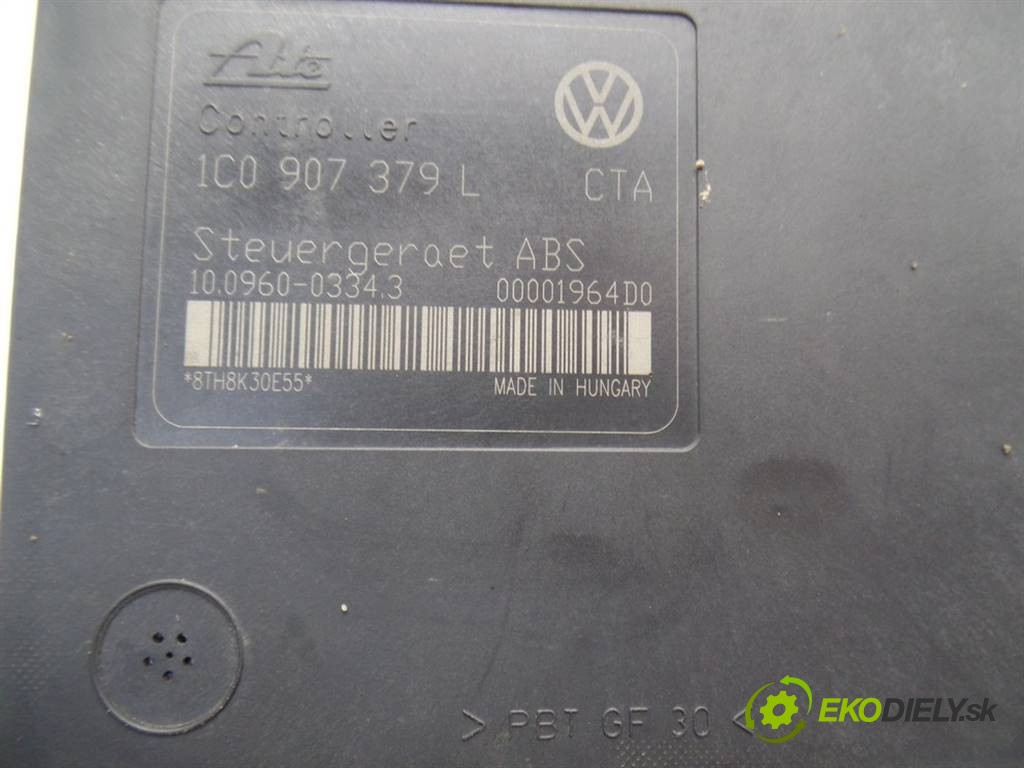 Ate
Controller
1C0 907 379 L CTA
Steuergeraet ABS
10.0960-0334.3 00001964D0
*8TH8K30E55* MADE IN HUNGARY
> PBT GF 30 <
EKODIELY.sk